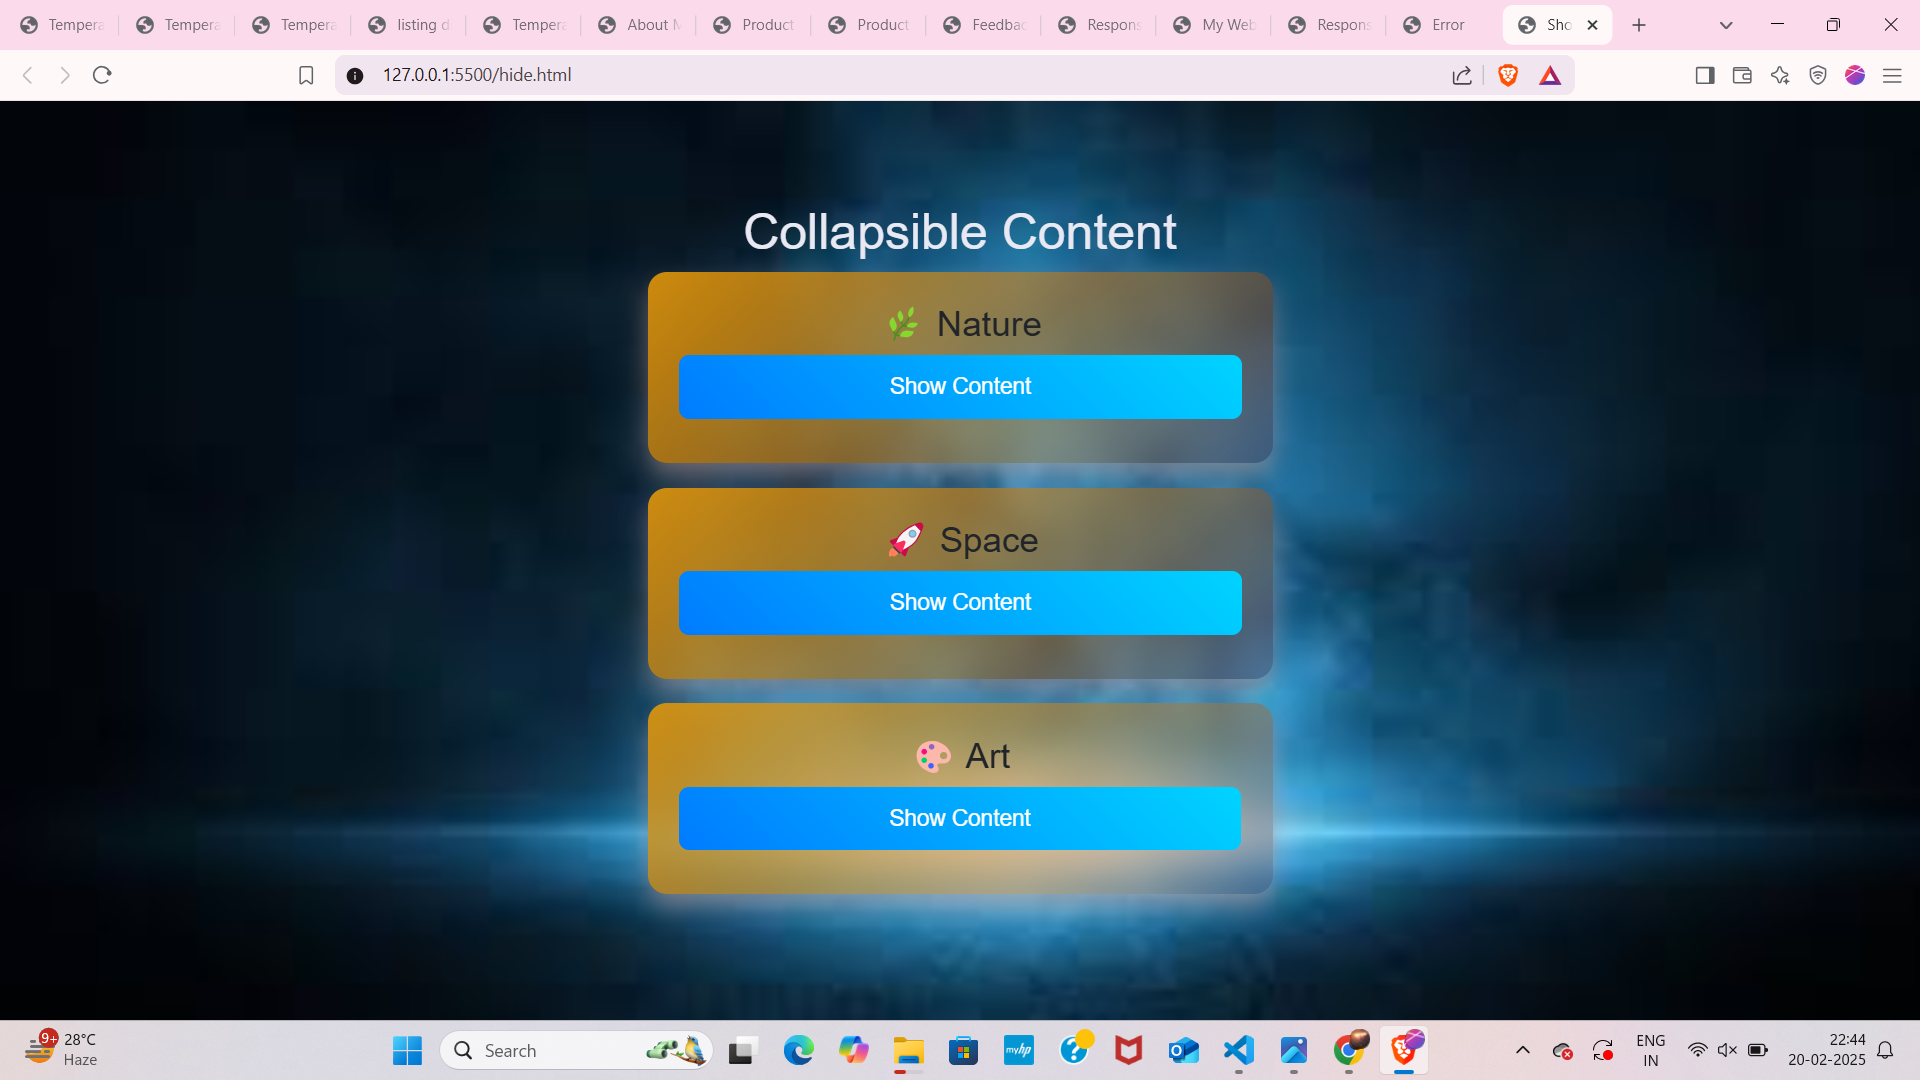 Tempera
Tempera
Tempera
listing d
Tempera
About M
Product
Product
Feedbac
Respons
My Web
Respons
Error
Sho
127.0.0.1:5500/hide.html
Collapsible Content
Nature
Show Content
Space
Show Content
Art
Show Content
9+
28°C
Haze
Search
myhp
ENG
IN
22:44
20-02-2025